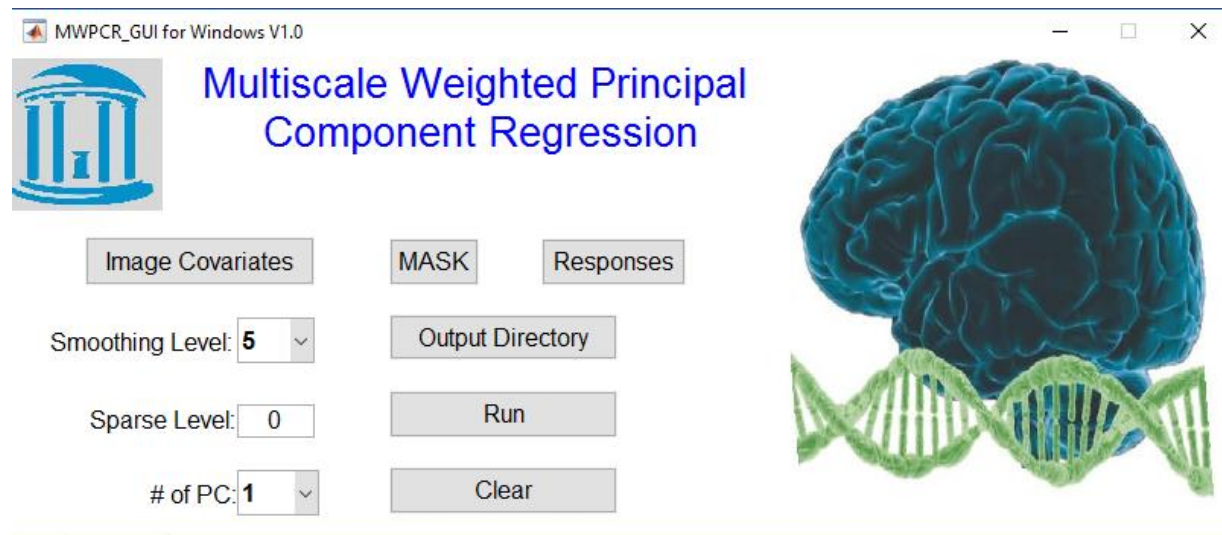 MWPCR_GUI for Windows V1.0
Multiscale Weighted Principal
Component Regression
Image Covariates
MASK
Responses
Smoothing Level: 5
Output Directory
Sparse Level: 0
Run
# of PC: 1
Clear